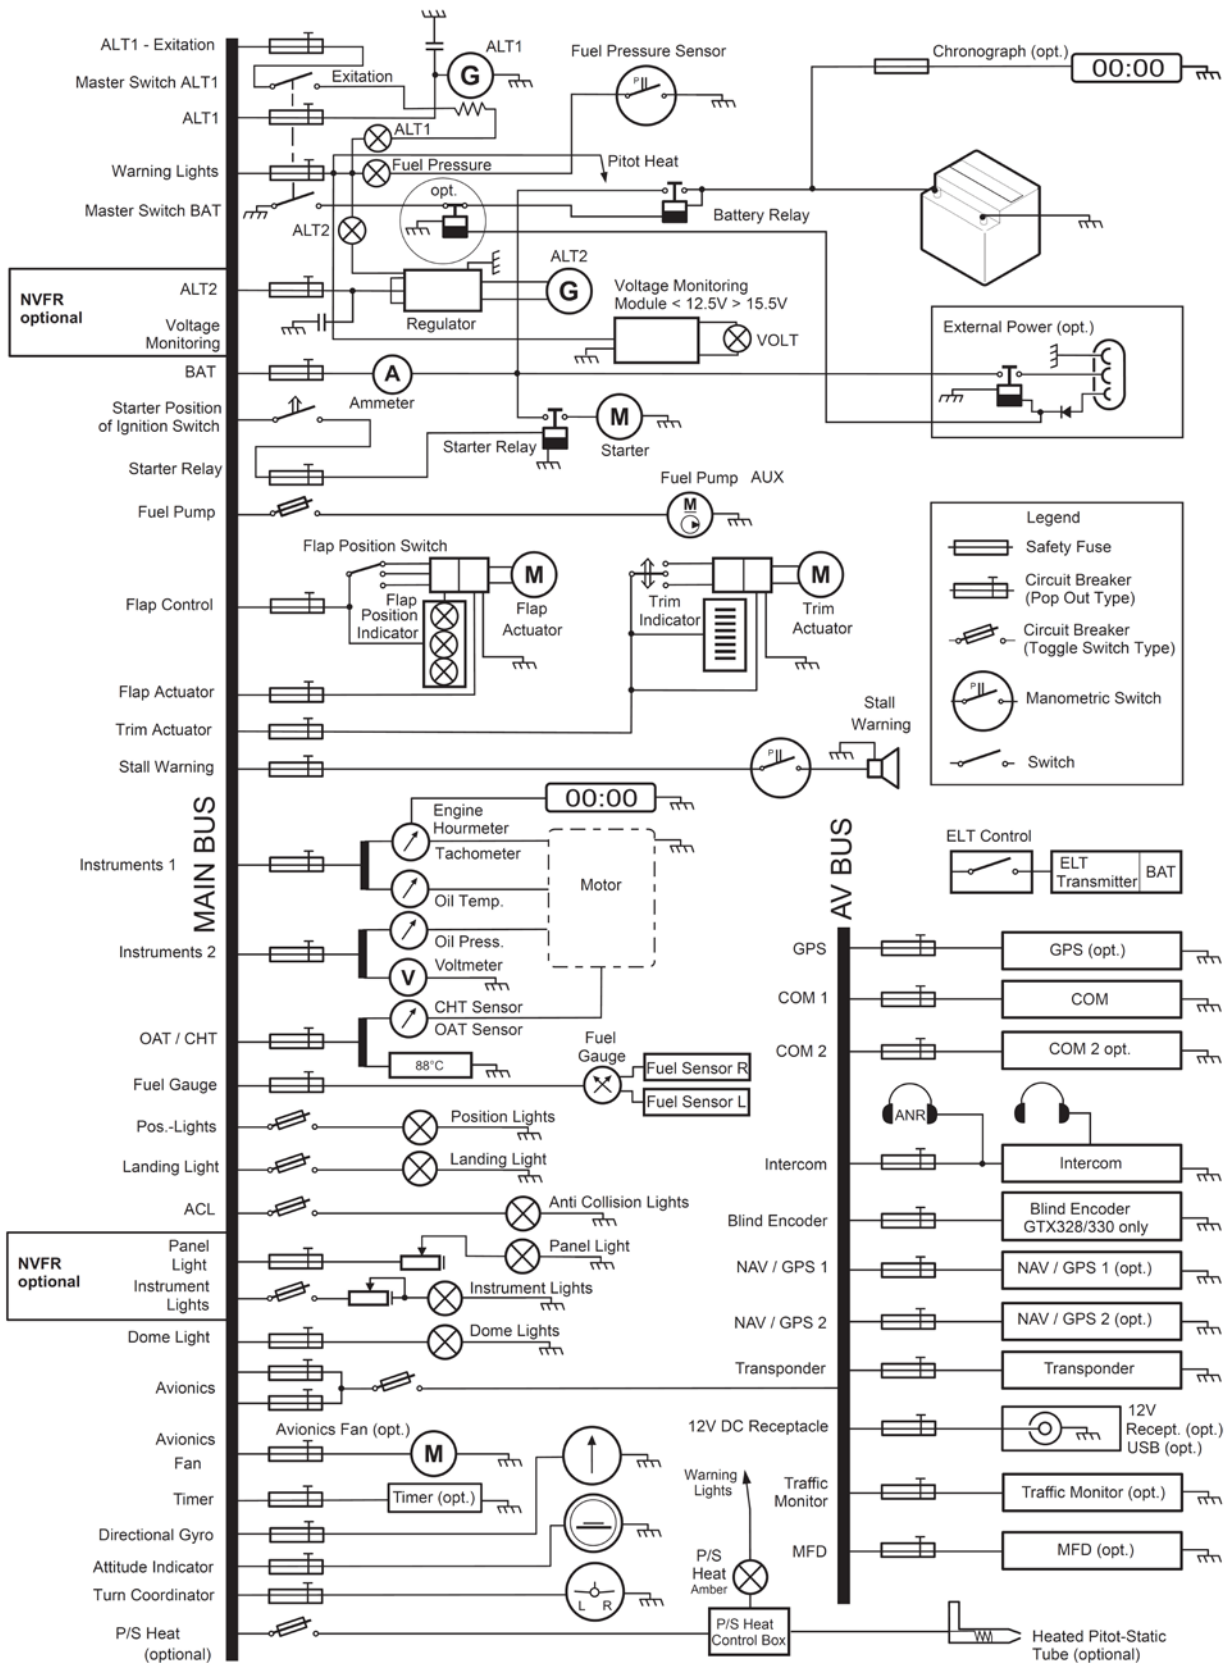 ALT1 - Exitation
ALT1
Fuel Pressure Sensor
Chronograph (opt.)
00:00
G
P
Master Switch ALT1
Exitation
ALT1
ALT1
Warning Lights
Fuel Pressure
Pitot Heat
opt.
Master Switch BAT
Battery Relay
ALT2
ALT2
NVFR
optional
ALT2
Voltage
Monitoring
G
Regulator
Voltage Monitoring
Module < 12.5V > 15.5V
VOLT
External Power (opt.)
BAT
A
Ammeter
Starter Position
of Ignition Switch
M
Starter Relay
Starter
Starter Relay
Fuel Pump AUX
Fuel Pump
M
Legend
Safety Fuse
Circuit Breaker
(Pop Out Type)
Circuit Breaker
(Toggle Switch Type)
P
Manometric Switch
Switch
Flap Position Switch
M
M
Flap Control
Flap
Position
Indicator
Flap
Actuator
Trim
Indicator
Trim
Actuator
Flap Actuator
Trim Actuator
Stall
Warning
Stall Warning
P
MAIN BUS
00:00
Engine
Hourmeter
Tachometer
Instruments 1
Motor
Oil Temp.
Oil Press.
Instruments 2
Voltmeter
V
CHT Sensor
OAT Sensor
OAT / CHT
88°C
Fuel
Gauge
Fuel Gauge
Fuel Sensor R
Fuel Sensor L
Pos.-Lights
Position Lights
Landing Light
Landing Light
ACL
Anti Collision Lights
NVFR
optional
Panel
Light
Panel Light
Instrument
Lights
Instrument Lights
Dome Light
Dome Lights
Avionics
Avionics Fan (opt.)
Avionics
Fan
M
Timer
Timer (opt.)
Directional Gyro
Attitude Indicator
Turn Coordinator
L R
P/S Heat
(optional)
Warning
Lights
P/S
Heat
Amber
P/S Heat
Control Box
Heated Pitot-Static
Tube (optional)
AV BUS
ELT Control
ELT
Transmitter
BAT
GPS
GPS (opt.)
COM 1
COM
COM 2
COM 2 opt.
ANR
Intercom
Intercom
Blind Encoder
Blind Encoder
GTX328/330 only
NAV / GPS 1
NAV / GPS 1 (opt.)
NAV / GPS 2
NAV / GPS 2 (opt.)
Transponder
Transponder
12V DC Receptacle
12V
Recept. (opt.)
USB (opt.)
Traffic
Monitor
Traffic Monitor (opt.)
MFD
MFD (opt.)